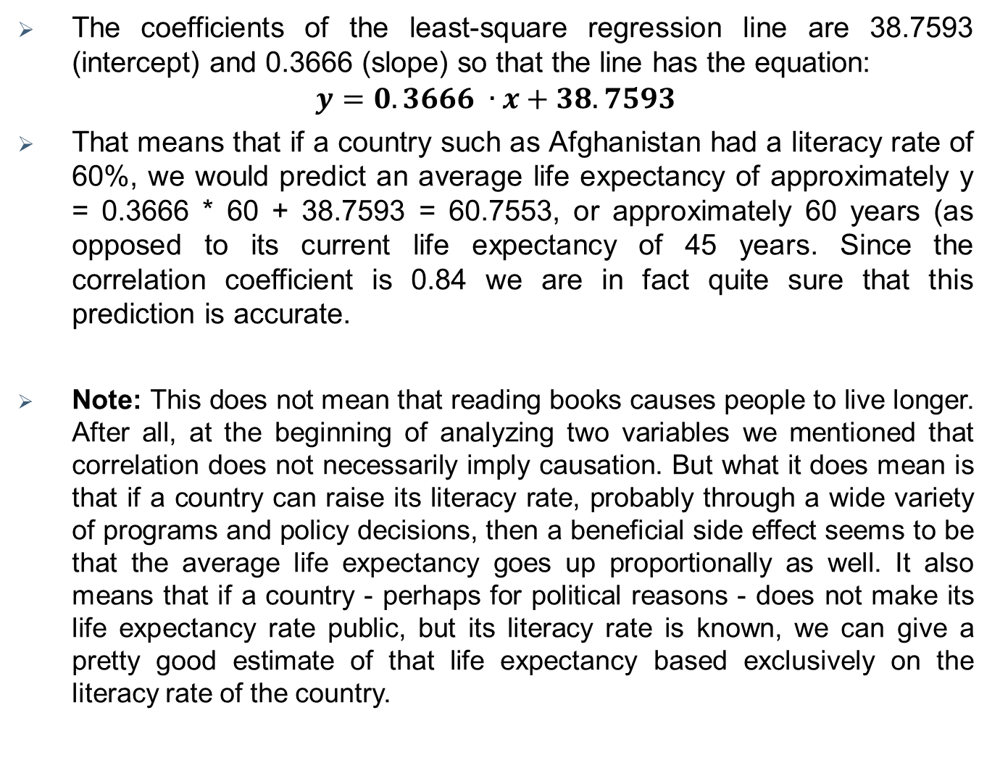 ➢ The coefficients of the least-square regression line are 38.7593
(intercept) and 0.3666 (slope) so that the line has the equation:
y = 0.3666 · x + 38.7593
➢ That means that if a country such as Afghanistan had a literacy rate of
60%, we would predict an average life expectancy of approximately y
= 0.3666 * 60 + 38.7593 = 60.7553, or approximately 60 years (as
opposed to its current life expectancy of 45 years. Since the
correlation coefficient is 0.84 we are in fact quite sure that this
prediction is accurate.
➢ Note: This does not mean that reading books causes people to live longer.
After all, at the beginning of analyzing two variables we mentioned that
correlation does not necessarily imply causation. But what it does mean is
that if a country can raise its literacy rate, probably through a wide variety
of programs and policy decisions, then a beneficial side effect seems to be
that the average life expectancy goes up proportionally as well. It also
means that if a country - perhaps for political reasons - does not make its
life expectancy rate public, but its literacy rate is known, we can give a
pretty good estimate of that life expectancy based exclusively on the
literacy rate of the country.